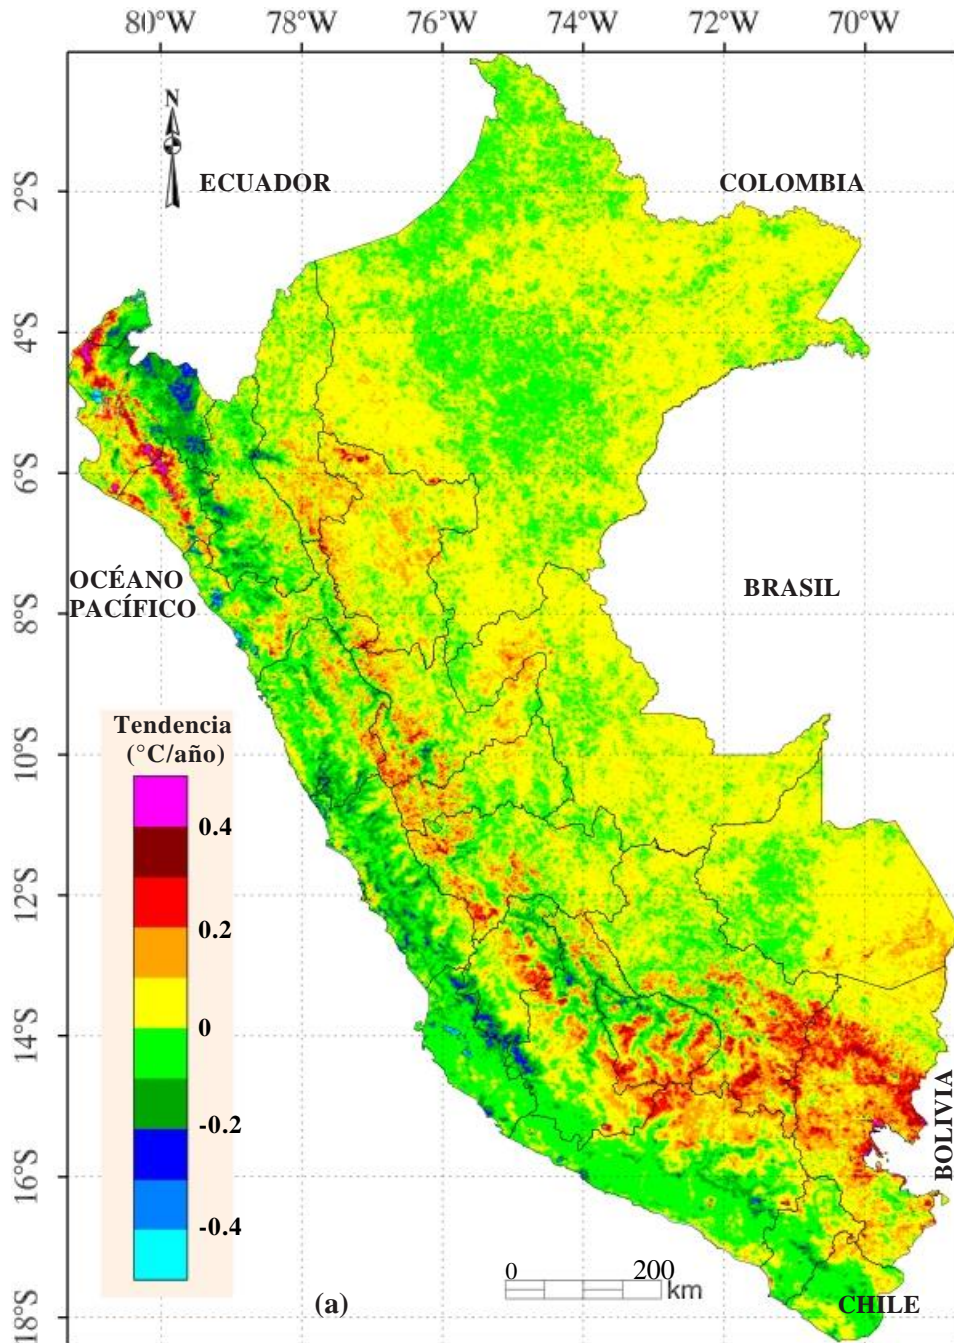 80°W 78°W 76°W 74°W 72°W 70°W
N
ECUADOR
COLOMBIA
2°S
4°S
6°S
OCÉANO
PACÍFICO
BRASIL
8°S
Tendencia
(°C/año)
10°S
0.4
12°S
0.2
0
14°S
-0.2
BOLIVIA
16°S
-0.4
0 200
km
(a)
CHILE
18°S